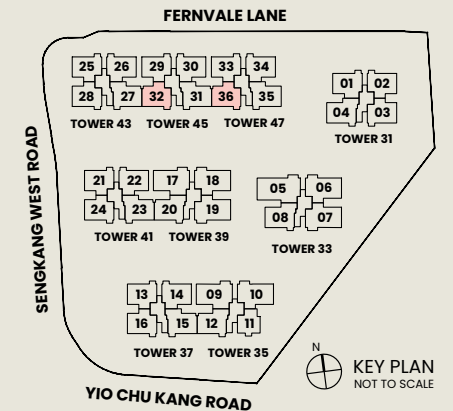 FERNVALE LANE
25 26 29 30 33 34
28 27 32 31 36 35
TOWER 43 TOWER 45 TOWER 47
01 02
04 03
TOWER 31
SENGKANG WEST ROAD
21 22 17 18
24 23 20 19
TOWER 41 TOWER 39
05 06
08 07
TOWER 33
13 14 09 10
16 15 12 11
TOWER 37 TOWER 35
N
KEY PLAN
NOT TO SCALE
YIO CHU KANG ROAD